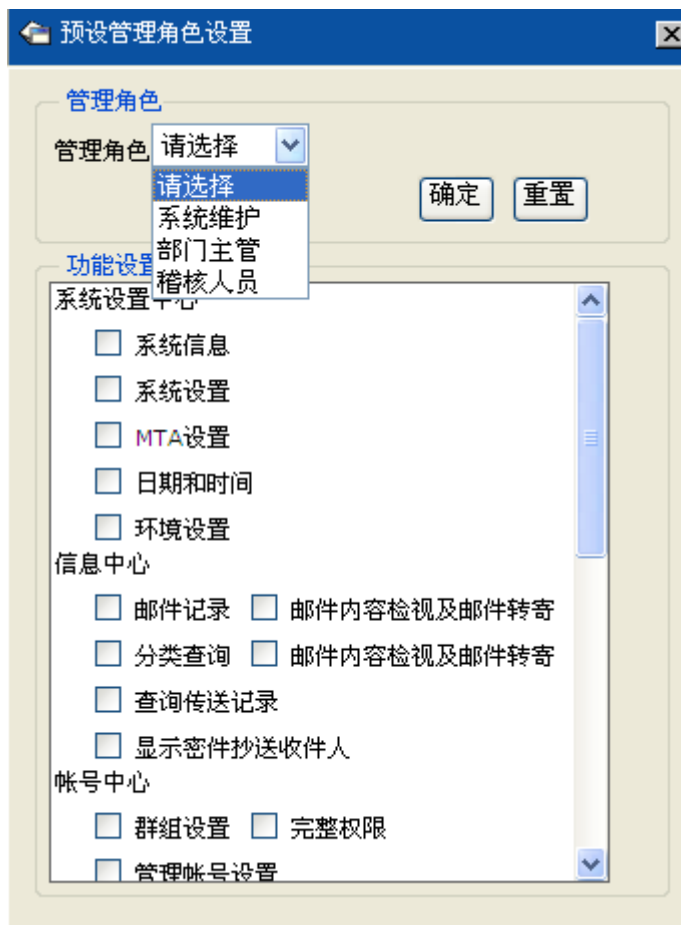 预设管理角色设置
管理角色
管理角色 请选择
请选择
系统维护
部门主管
稽核人员
确定 重置
功能设置
系统设置中心
系统信息
系统设置
MTA设置
日期和时间
环境设置
信息中心
邮件记录 邮件内容检视及邮件转寄
分类查询 邮件内容检视及邮件转寄
查询传送记录
显示密件抄送收件人
帐号中心
群组设置 完整权限
管理帐号设置